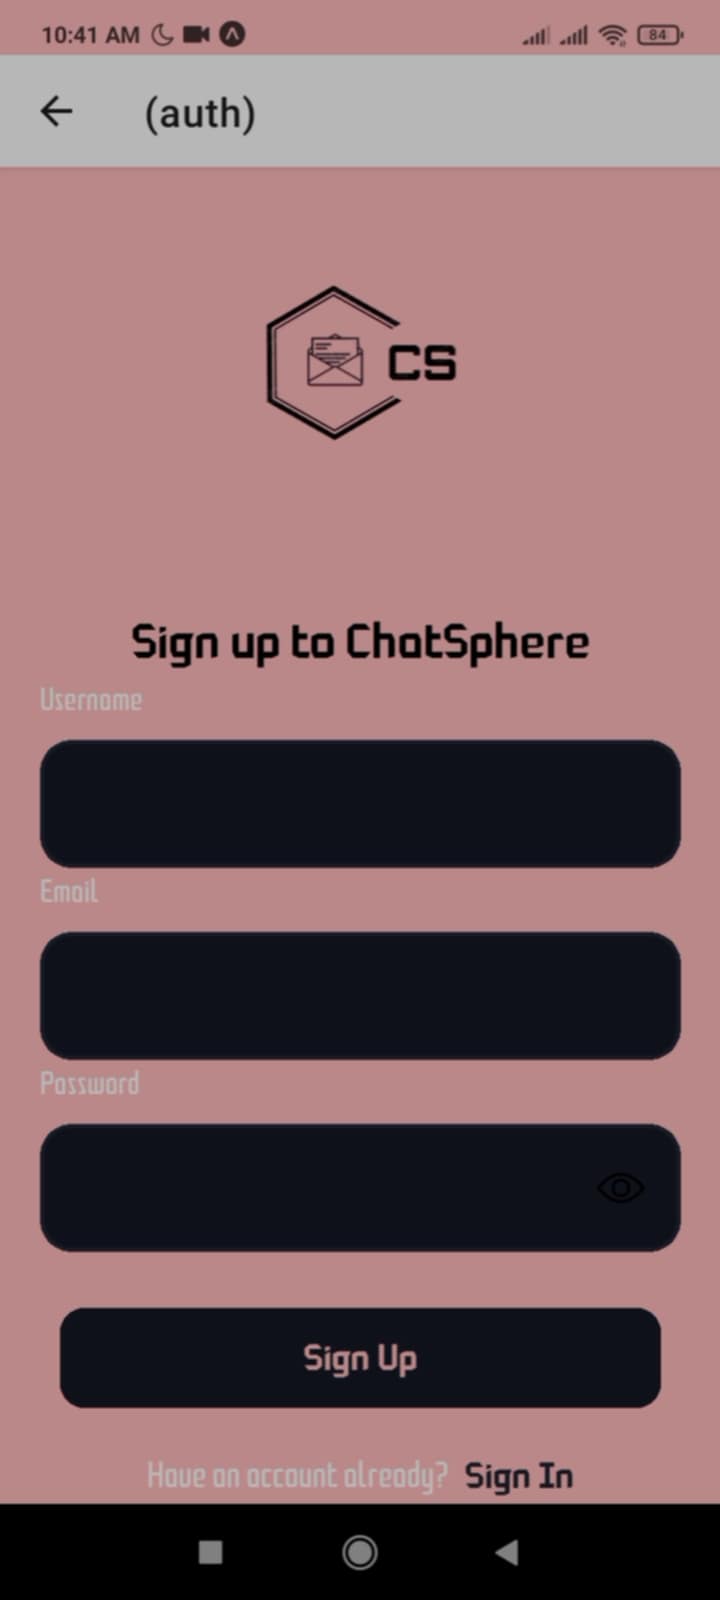 10:41 AM 84
(auth)
CS
Sign up to ChatSphere
Username
Email
Password
Sign Up
Have an account already? Sign In